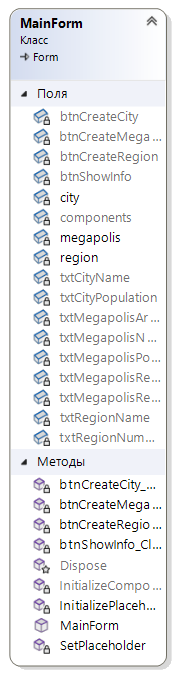 MainForm
Класс
Form
Поля
btnCreateCity
btnCreateMega...
btnCreateRegion
btnShowInfo
city
components
megapolis
region
txtCityName
txtCityPopulation
txtMegapolisAr...
txtMegapolisN...
txtMegapolisPo...
txtMegapolisRe...
txtMegapolisRe...
txtRegionName
txtRegionNum...
Методы
btnCreateCity_...
btnCreateMega...
btnCreateRegio...
btnShowInfo_Cl...
Dispose
InitializeCompo...
InitializePlaceh...
MainForm
SetPlaceholder